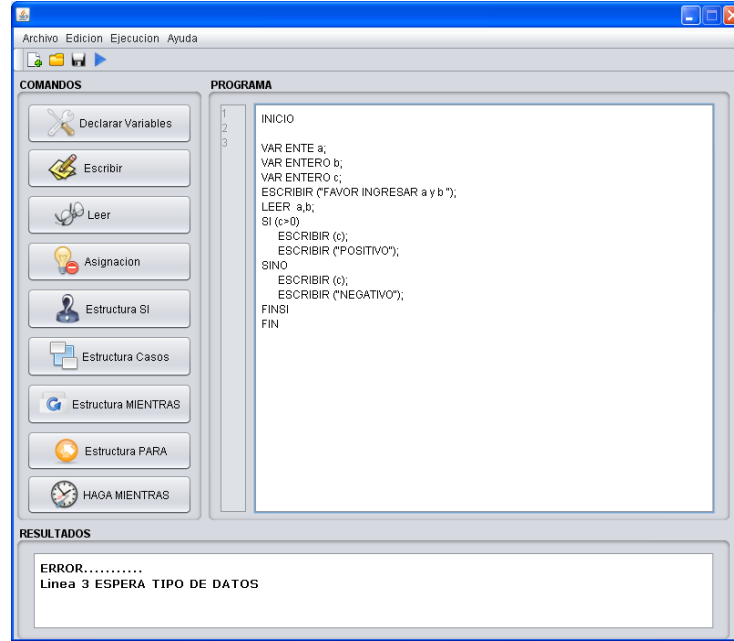 Archivo Edicion Ejecucion Ayuda
COMANDOS
Declarar Variables
Escribir
Leer
Asignacion
Estructura SI
Estructura Casos
Estructura MIENTRAS
Estructura PARA
HAGA MIENTRAS
PROGRAMA
1
2
3
INICIO
VAR ENTE a;
VAR ENTERO b;
VAR ENTERO c;
ESCRIBIR ("FAVOR INGRESAR a y b ");
LEER  a,b;
SI (c>0)
ESCRIBIR (c);
ESCRIBIR ("POSITIVO");
SINO
ESCRIBIR (c);
ESCRIBIR ("NEGATIVO");
FINSI
FIN
RESULTADOS
ERROR..........
Linea 3 ESPERA TIPO DE DATOS